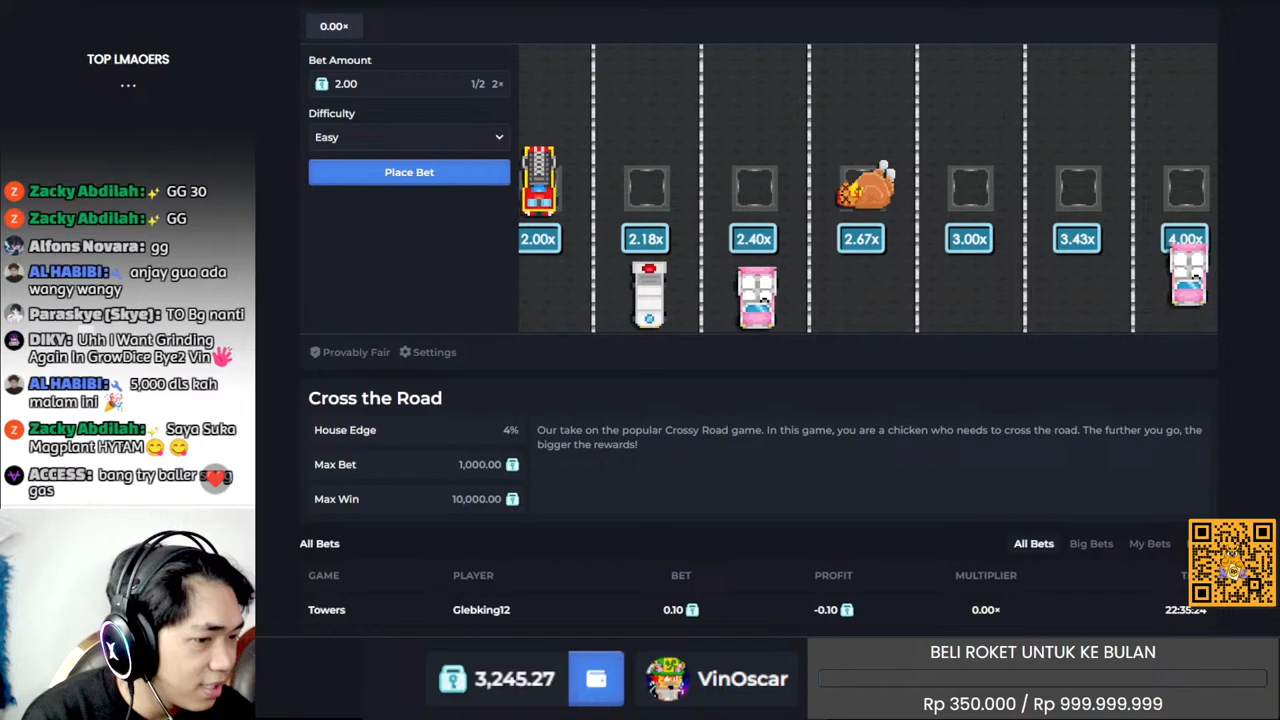 TOP LMAOERS
...
Zacky Abdilah: GG 30
Zacky Abdilah: GG
Alfons Novara: gg
AL HABIBI: anjay gua ada
wangy wangy
Paraskye (Skye): TO Bg nanti
DIKY: Uhh I Want Grinding
Again In GrowDice Bye2 Vin
AL HABIBI: 5,000 dls kah
malam ini
Zacky Abdilah: Saya Suka
Magplant HYTAM
ACCESS: bang try baller
gas
0.00×
Bet Amount
2.00 1/2 2×
Difficulty
Easy
Place Bet
2.00x 2.18x 2.40x 2.67x 3.00x 3.43x 4.00x
Provably Fair Settings
Cross the Road
House Edge 4%
Max Bet 1,000.00
Max Win 10,000.00
Our take on the popular Crossy Road game. In this game, you are a chicken who needs to cross the road. The further you go, the
bigger the rewards!
All Bets
All Bets Big Bets My Bets
GAME PLAYER BET PROFIT MULTIPLIER
Towers Glebking12 0.10 -0.10 0.00× 22:35:24
3,245.27
VinOscar
BELI ROKET UNTUK KE BULAN
Rp 350.000 / Rp 999.999.999